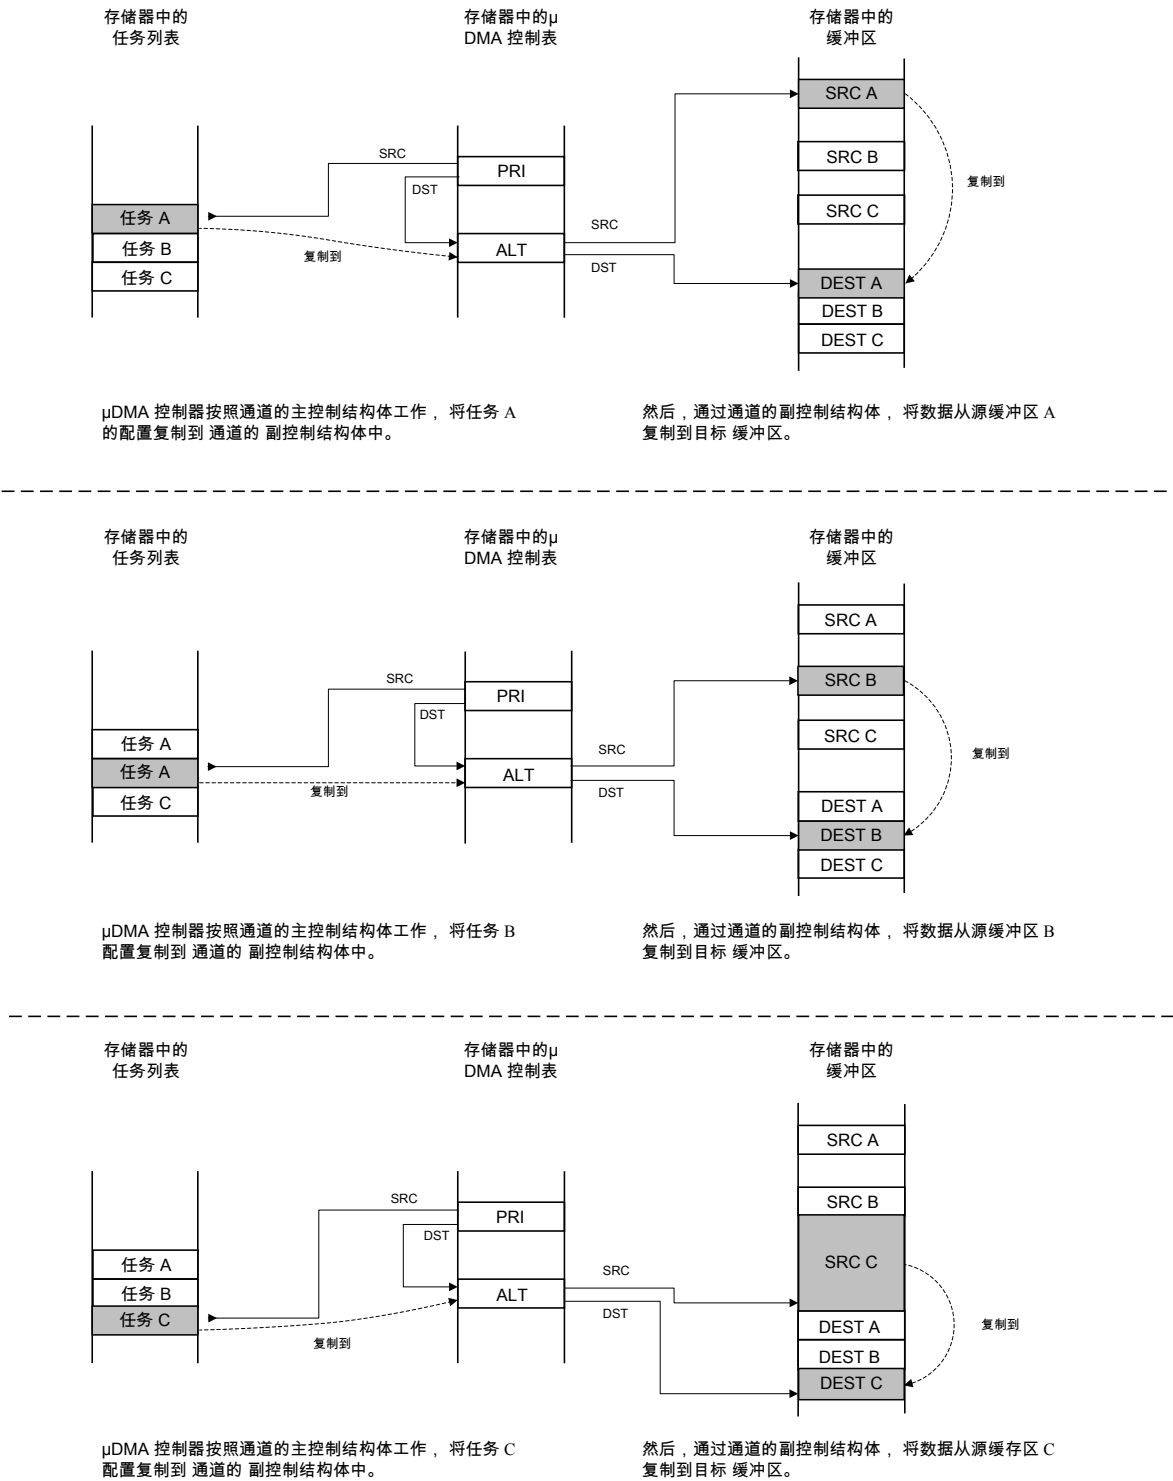 存储器中的
任务列表
存储器中的μ
DMA 控制表
存储器中的
缓冲区
SRC A
SRC B
SRC C
DEST A
DEST B
DEST C
复制到
PRI
ALT
SRC
DST
SRC
DST
任务 A
任务 B
任务 C
复制到
μDMA 控制器按照通道的主控制结构体工作， 将任务 A
的配置复制到 通道的 副控制结构体中。
然后，通过通道的副控制结构体， 将数据从源缓冲区 A
复制到目标 缓冲区。
存储器中的
任务列表
存储器中的μ
DMA 控制表
存储器中的
缓冲区
SRC A
SRC B
SRC C
DEST A
DEST B
DEST C
复制到
PRI
ALT
SRC
DST
SRC
DST
任务 A
任务 A
任务 C
复制到
μDMA 控制器按照通道的主控制结构体工作， 将任务 B
配置复制到 通道的 副控制结构体中。
然后，通过通道的副控制结构体， 将数据从源缓冲区 B
复制到目标 缓冲区。
存储器中的
任务列表
存储器中的μ
DMA 控制表
存储器中的
缓冲区
SRC A
SRC B
SRC C
DEST A
DEST B
DEST C
复制到
PRI
ALT
SRC
DST
SRC
DST
任务 A
任务 B
任务 C
复制到
μDMA 控制器按照通道的主控制结构体工作， 将任务 C
配置复制到 通道的 副控制结构体中。
然后，通过通道的副控制结构体， 将数据从源缓存区 C
复制到目标 缓冲区。